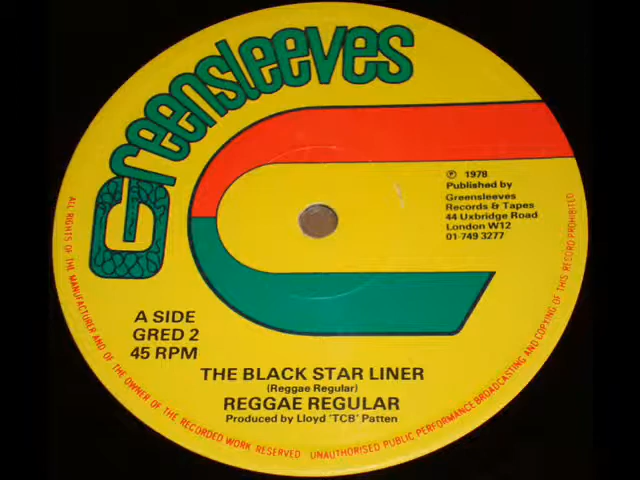 Greensleeves
℗ 1978
Published by
Greensleeves
Records & Tapes
44 Uxbridge Road
London W12
01-749 3277
A SIDE
GRED 2
45 RPM
THE BLACK STAR LINER
(Reggae Regular)
REGGAE REGULAR
Produced by Lloyd 'TCB' Patten
ALL RIGHTS OF THE MANUFACTURER AND OF THE OWNER OF THE RECORDED WORK RESERVED UNAUTHORISED PUBLIC PERFORMANCE BROADCASTING AND COPYING OF THIS RECORD PROHIBITED